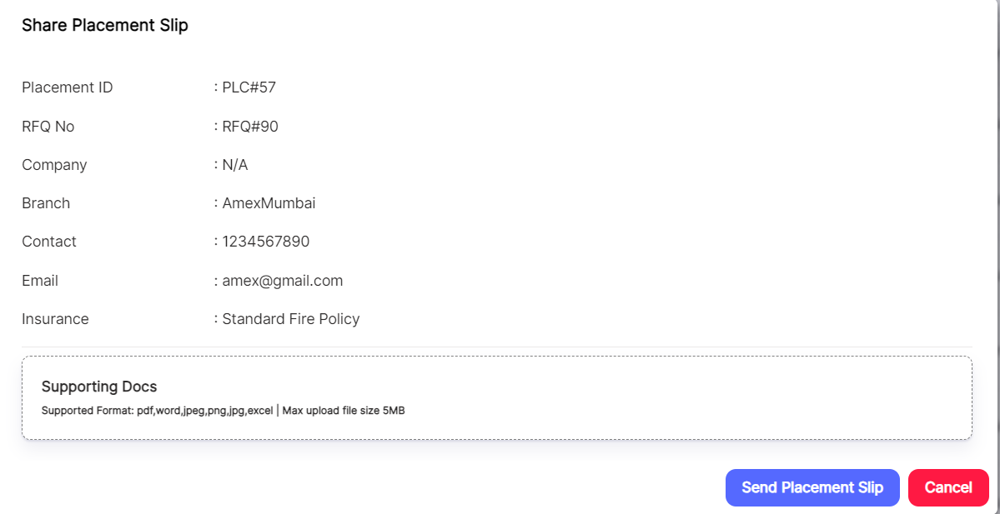 Share Placement Slip
Placement ID : PLC#57
RFQ No : RFQ#90
Company : N/A
Branch : AmexMumbai
Contact : 1234567890
Email : amex@gmail.com
Insurance : Standard Fire Policy
Supporting Docs
Supported Format: pdf,word,jpeg,png,jpg,excel | Max upload file size 5MB
Send Placement Slip Cancel